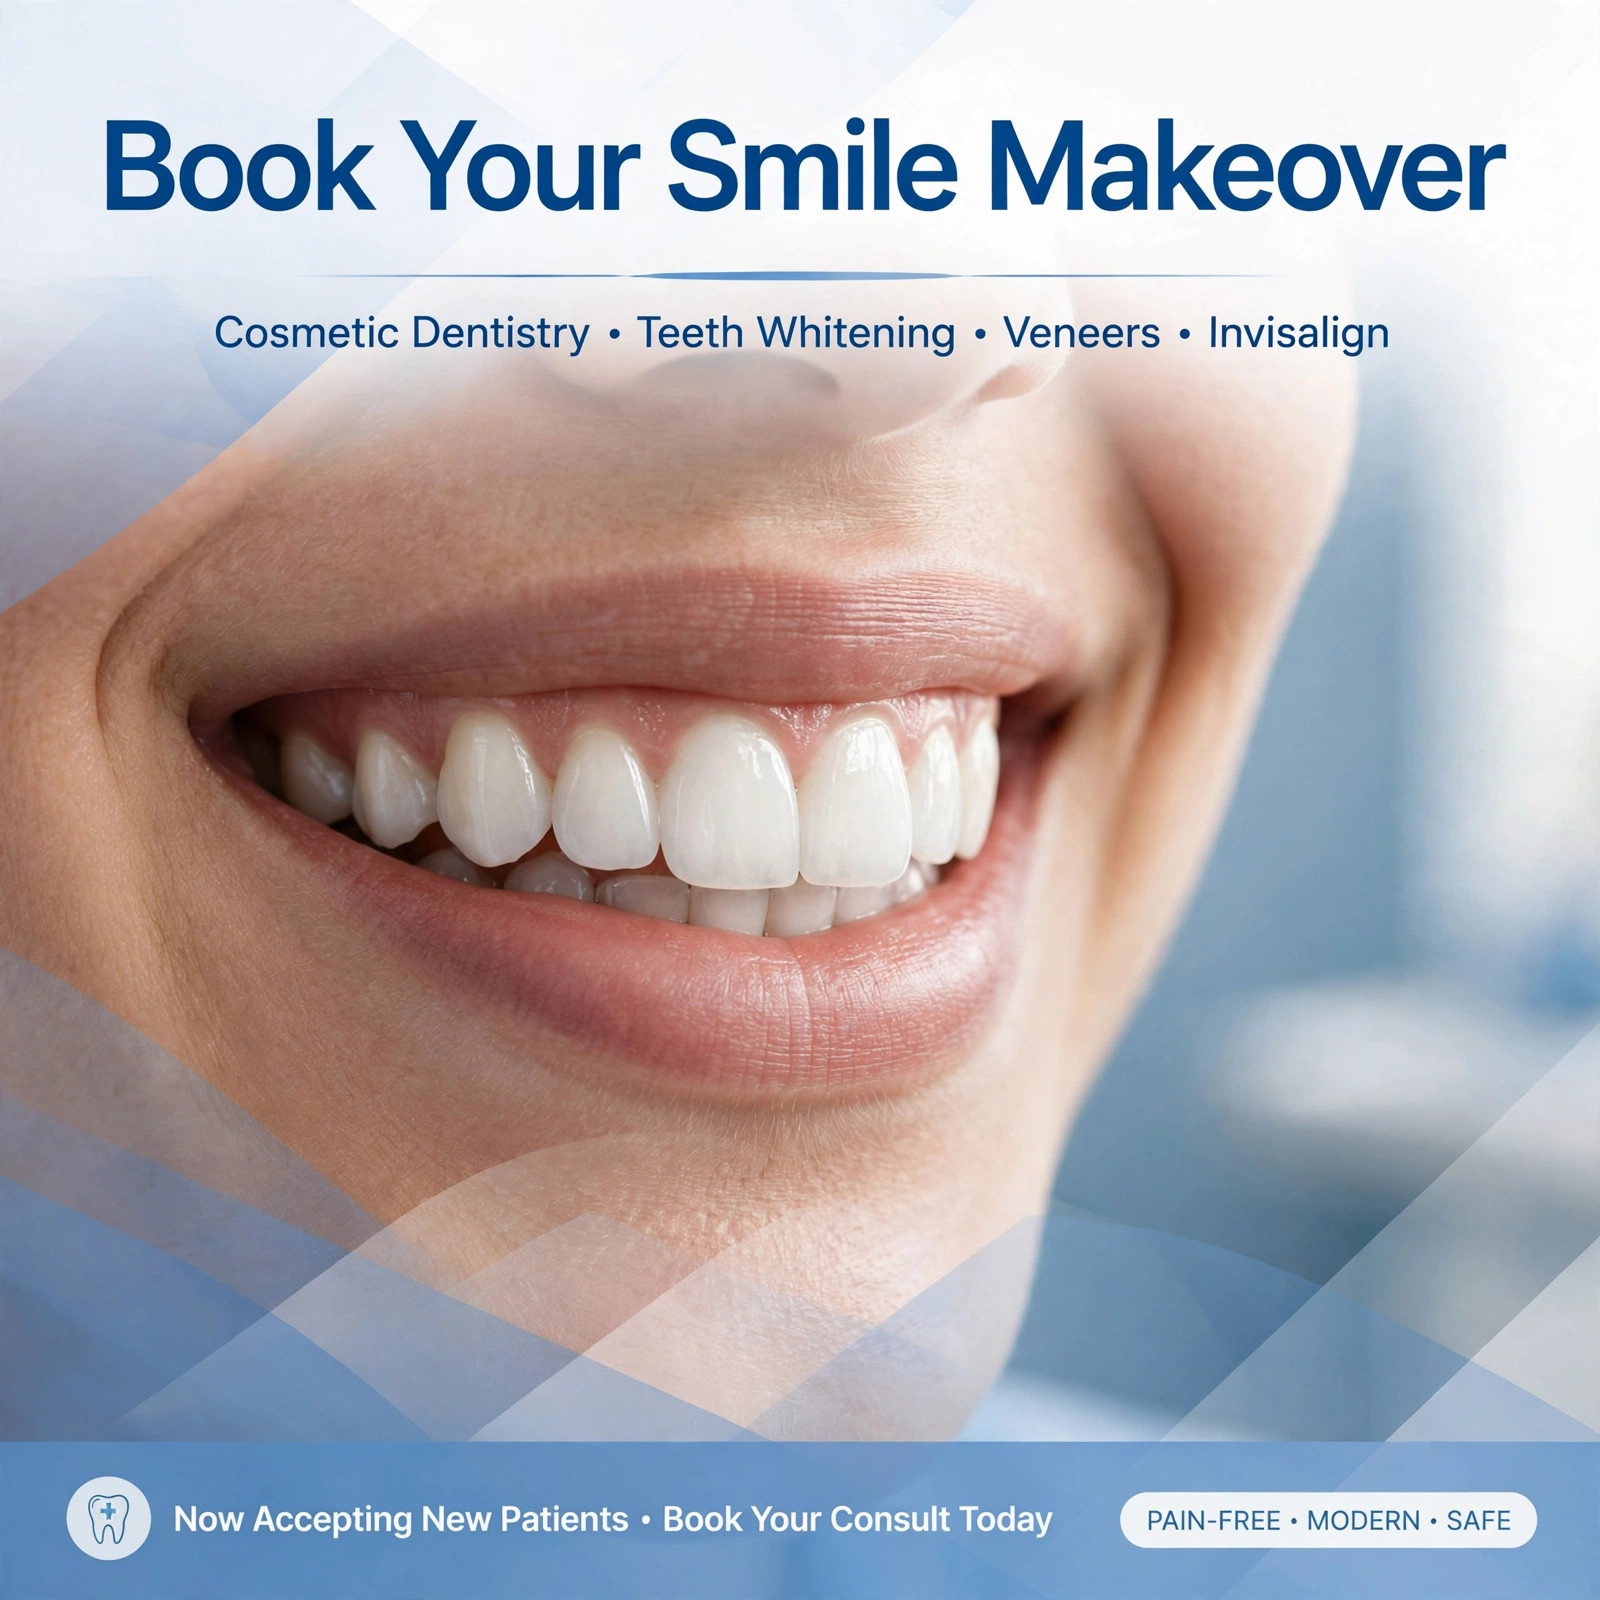 Book Your Smile Makeover
Cosmetic Dentistry • Teeth Whitening • Veneers • Invisalign
Now Accepting New Patients • Book Your Consult Today
PAIN-FREE • MODERN • SAFE